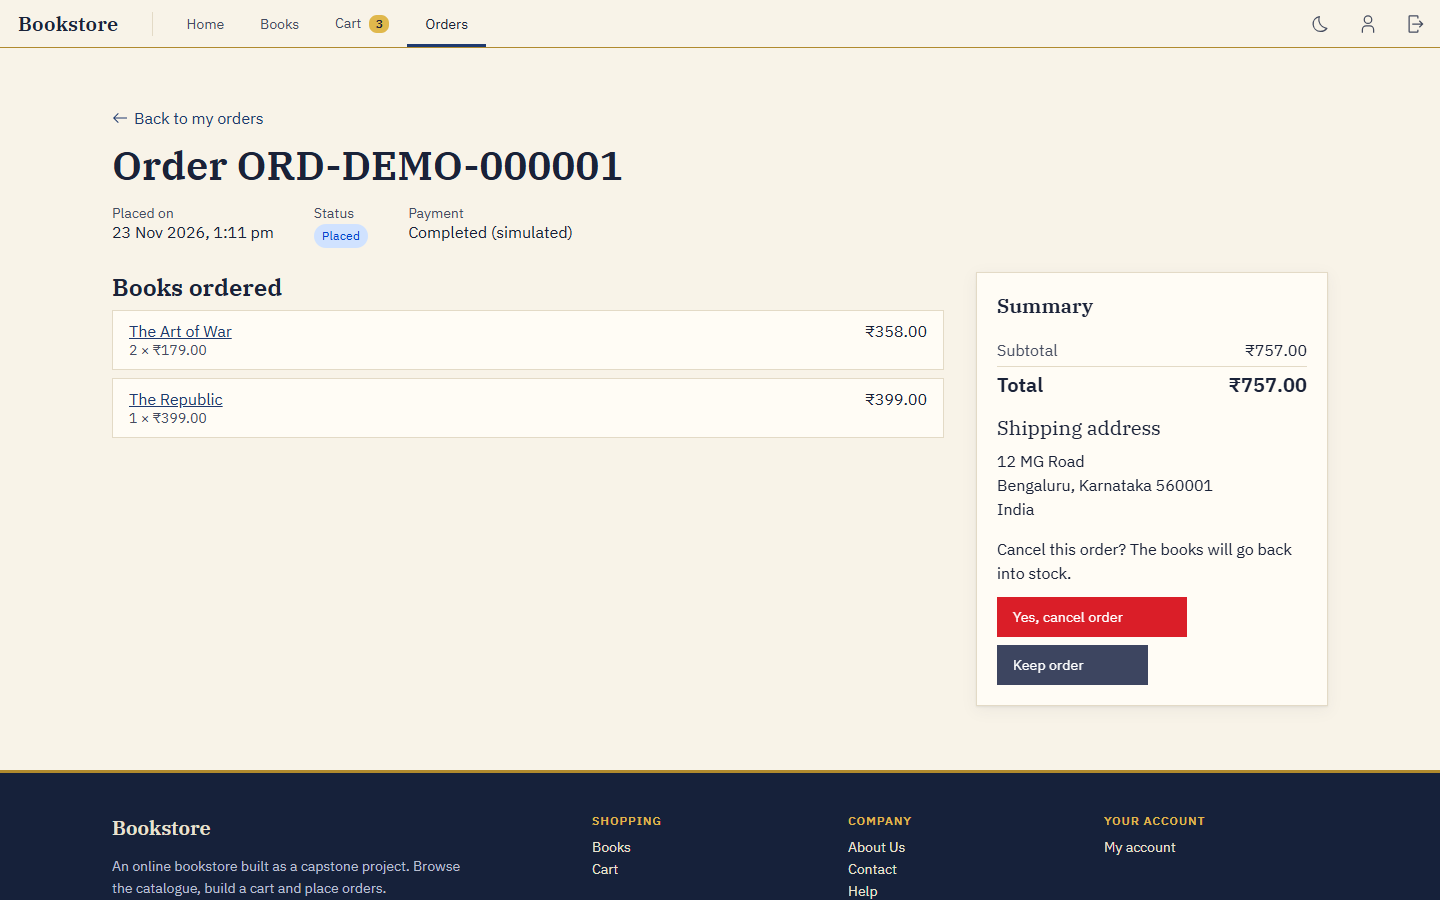 Bookstore
Home
Books
Cart 3
Orders
Back to my orders
Order ORD-DEMO-000001
Placed on
23 Nov 2026, 1:11 pm
Status
Placed
Payment
Completed (simulated)
Books ordered
The Art of War
₹358.00
2 × ₹179.00
The Republic
₹399.00
1 × ₹399.00
Summary
Subtotal ₹757.00
Total ₹757.00
Shipping address
12 MG Road
Bengaluru, Karnataka 560001
India
Cancel this order? The books will go back
into stock.
Yes, cancel order
Keep order
Bookstore
An online bookstore built as a capstone project. Browse
the catalogue, build a cart and place orders.
SHOPPING
Books
Cart
COMPANY
About Us
Contact
Help
YOUR ACCOUNT
My account